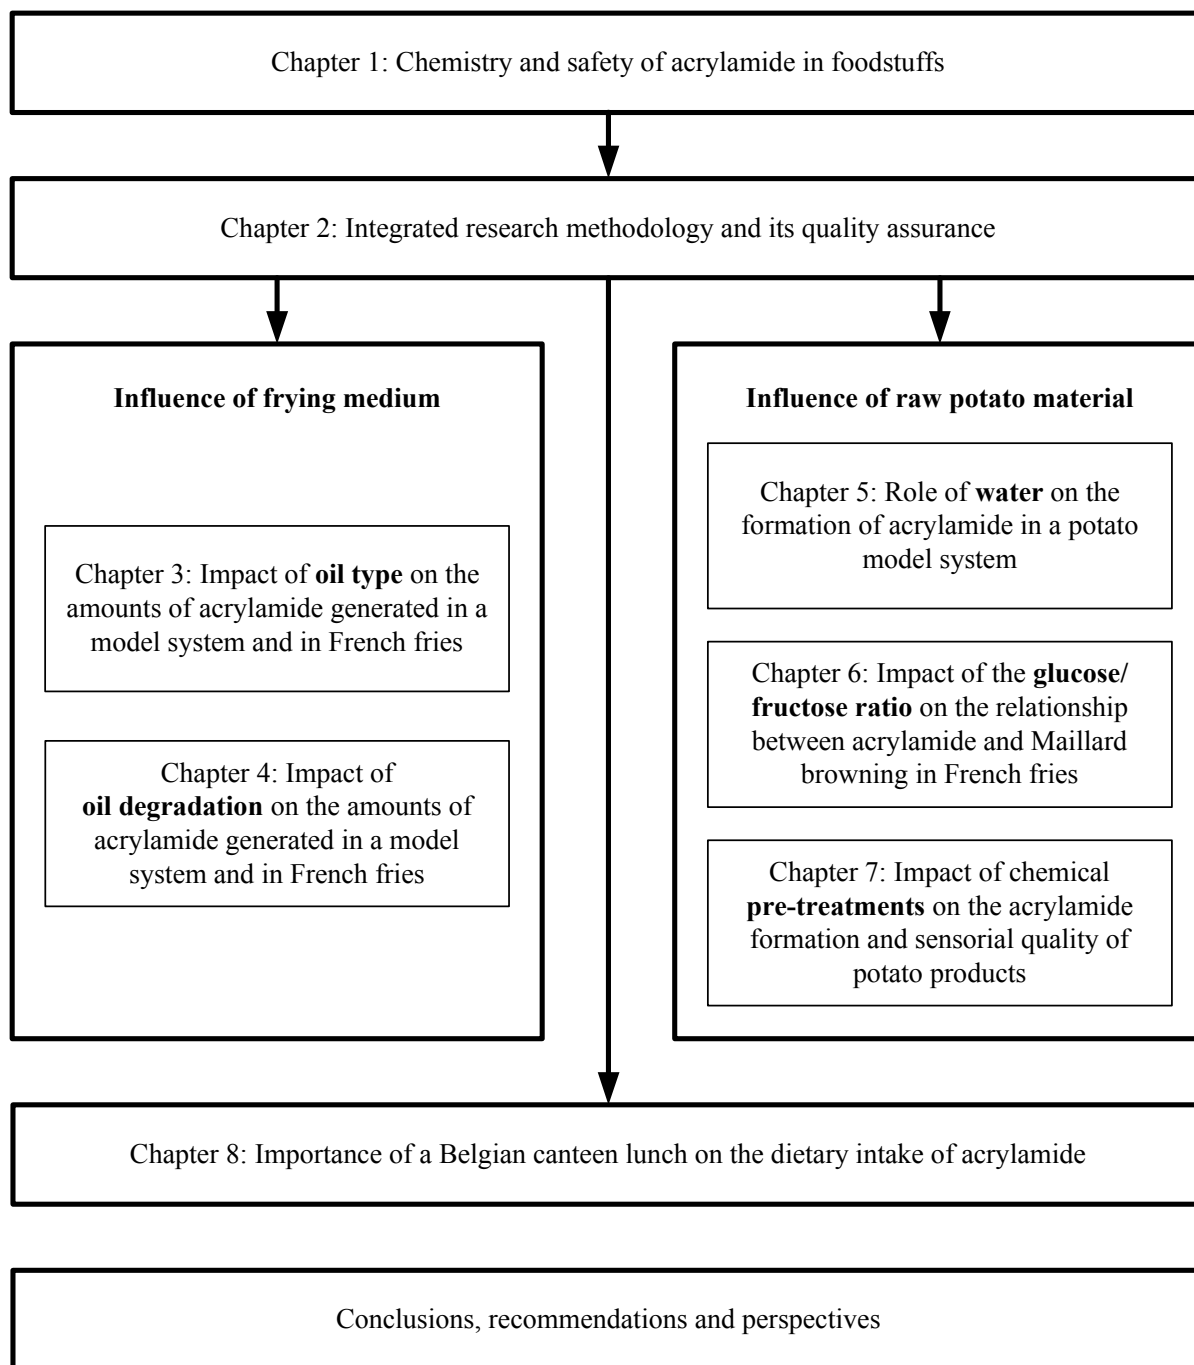 Chapter 1: Chemistry and safety of acrylamide in foodstuffs
Chapter 2: Integrated research methodology and its quality assurance
Influence of frying medium
Chapter 3: Impact of oil type on the
amounts of acrylamide generated in a
model system and in French fries
Chapter 4: Impact of
oil degradation on the amounts of
acrylamide generated in a model
system and in French fries
Influence of raw potato material
Chapter 5: Role of water on the
formation of acrylamide in a potato
model system
Chapter 6: Impact of the glucose/
fructose ratio on the relationship
between acrylamide and Maillard
browning in French fries
Chapter 7: Impact of chemical
pre-treatments on the acrylamide
formation and sensorial quality of
potato products
Chapter 8: Importance of a Belgian canteen lunch on the dietary intake of acrylamide
Conclusions, recommendations and perspectives